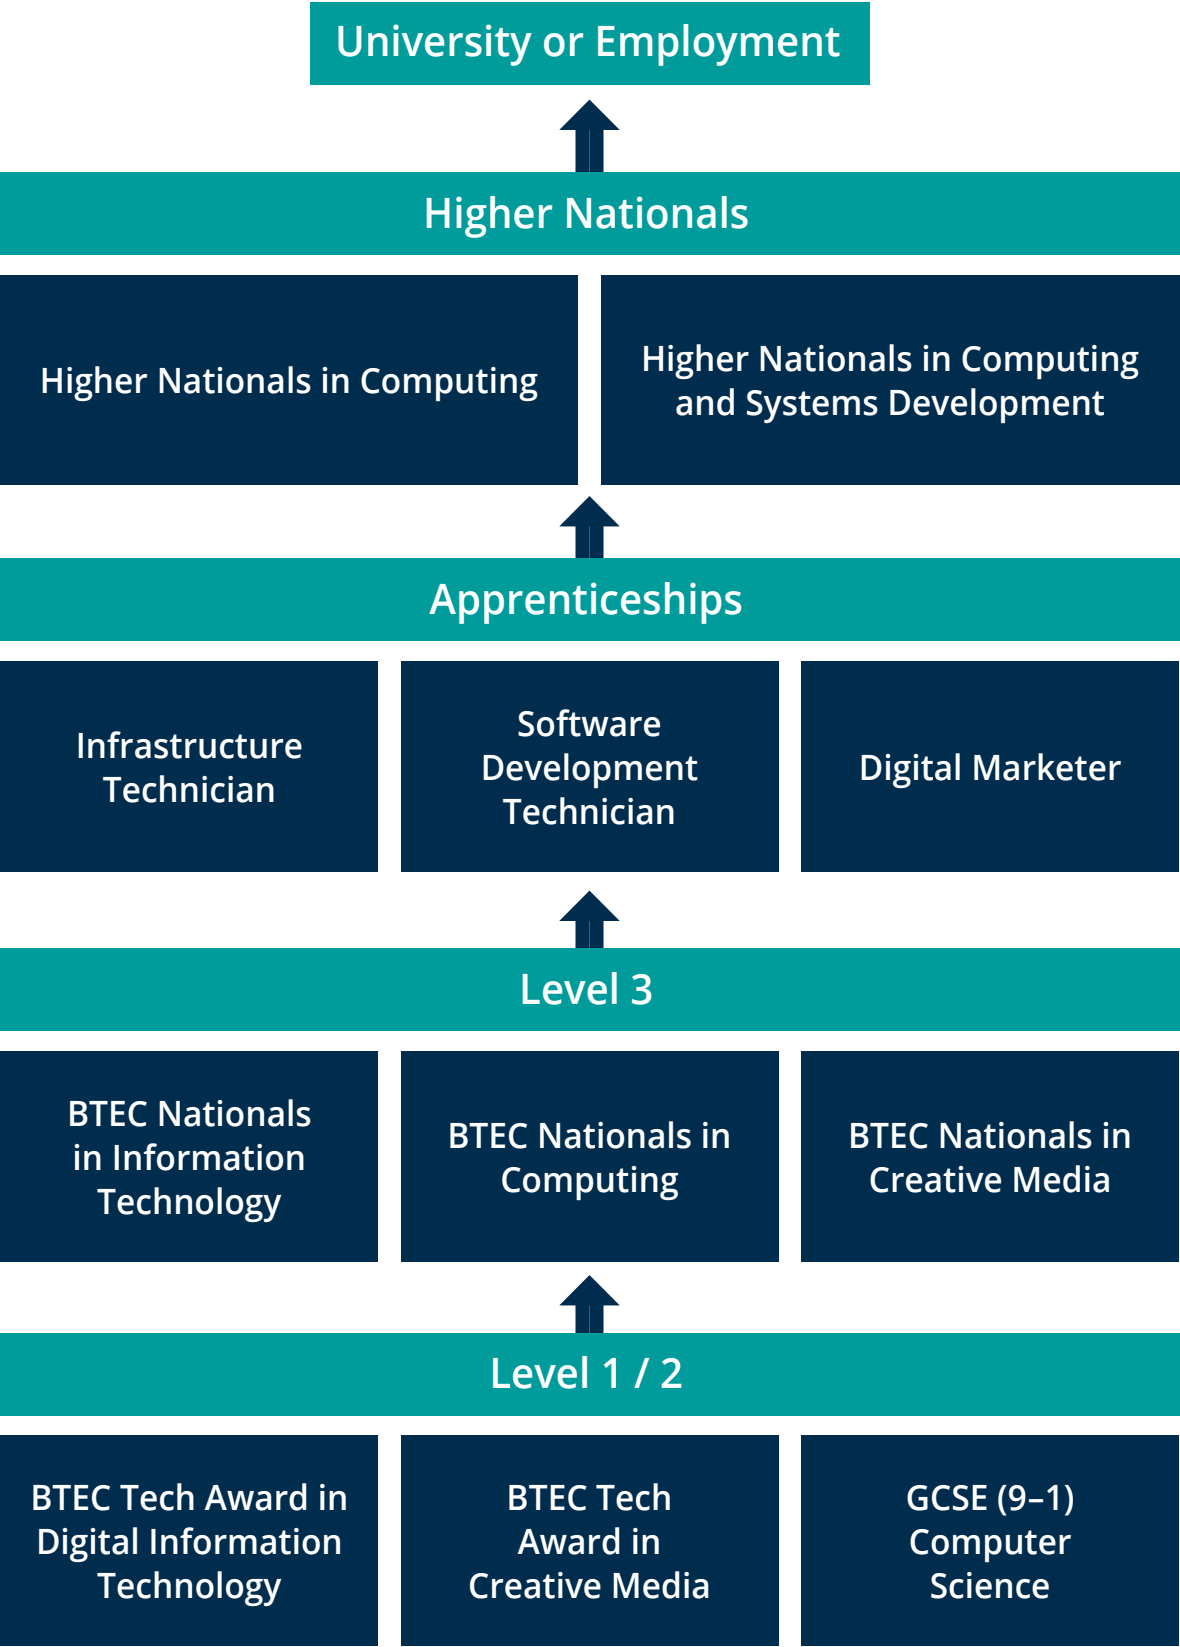 University or Employment
Higher Nationals
Higher Nationals in Computing
Higher Nationals in Computing
and Systems Development
Apprenticeships
Infrastructure
Technician
Software
Development
Technician
Digital Marketer
Level 3
BTEC Nationals
in Information
Technology
BTEC Nationals in
Computing
BTEC Nationals in
Creative Media
Level 1 / 2
BTEC Tech Award in
Digital Information
Technology
BTEC Tech
Award in
Creative Media
GCSE (9–1)
Computer
Science